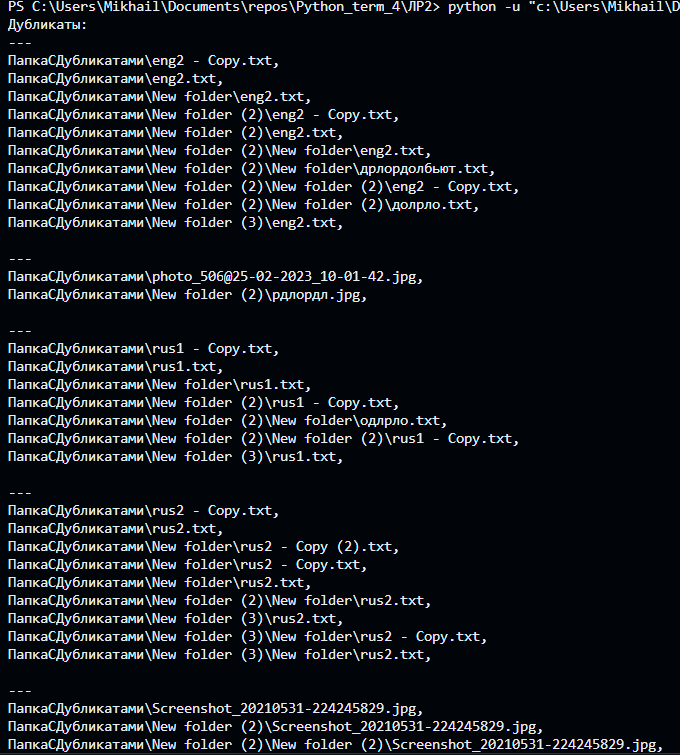 PS C:\Users\Mikhail\Documents\repos\Python_term_4\ЛР2> python -u "c:\Users\Mikhail\D
Дубликаты:
---
ПапкаСДубликатами\eng2 - Copy.txt,
ПапкаСДубликатами\eng2.txt,
ПапкаСДубликатами\New folder\eng2.txt,
ПапкаСДубликатами\New folder (2)\eng2 - Copy.txt,
ПапкаСДубликатами\New folder (2)\eng2.txt,
ПапкаСДубликатами\New folder (2)\New folder\eng2.txt,
ПапкаСДубликатами\New folder (2)\New folder\дрлордолбьют.txt,
ПапкаСДубликатами\New folder (2)\New folder (2)\eng2 - Copy.txt,
ПапкаСДубликатами\New folder (2)\New folder (2)\долрло.txt,
ПапкаСДубликатами\New folder (3)\eng2.txt,
---
ПапкаСДубликатами\photo_506@25-02-2023_10-01-42.jpg,
ПапкаСДубликатами\New folder (2)\рдлордл.jpg,
---
ПапкаСДубликатами\rus1 - Copy.txt,
ПапкаСДубликатами\rus1.txt,
ПапкаСДубликатами\New folder\rus1.txt,
ПапкаСДубликатами\New folder (2)\rus1 - Copy.txt,
ПапкаСДубликатами\New folder (2)\New folder\одлрло.txt,
ПапкаСДубликатами\New folder (2)\New folder (2)\rus1 - Copy.txt,
ПапкаСДубликатами\New folder (3)\rus1.txt,
---
ПапкаСДубликатами\rus2 - Copy.txt,
ПапкаСДубликатами\rus2.txt,
ПапкаСДубликатами\New folder\rus2 - Copy (2).txt,
ПапкаСДубликатами\New folder\rus2 - Copy.txt,
ПапкаСДубликатами\New folder\rus2.txt,
ПапкаСДубликатами\New folder (2)\New folder\rus2.txt,
ПапкаСДубликатами\New folder (3)\rus2.txt,
ПапкаСДубликатами\New folder (3)\New folder\rus2 - Copy.txt,
ПапкаСДубликатами\New folder (3)\New folder\rus2.txt,
---
ПапкаСДубликатами\Screenshot_20210531-224245829.jpg,
ПапкаСДубликатами\New folder (2)\Screenshot_20210531-224245829.jpg,
ПапкаСДубликатами\New folder (2)\New folder (2)\Screenshot_20210531-224245829.jpg,